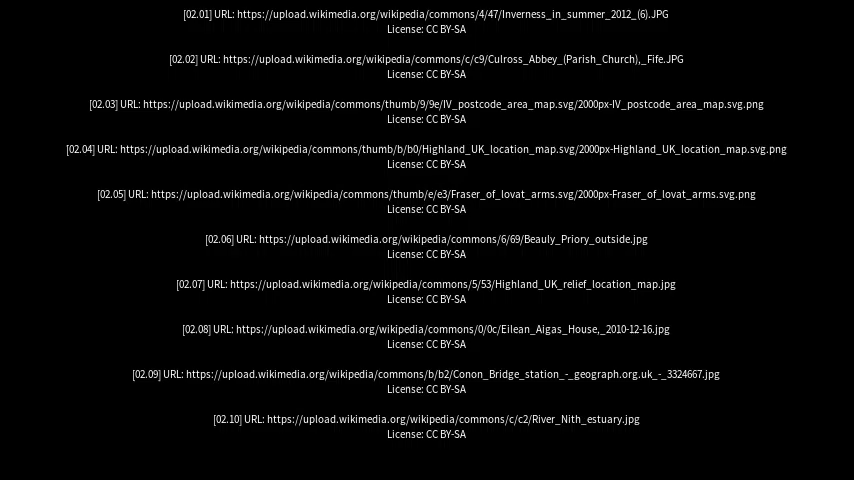 [02.01] URL: https://upload.wikimedia.org/wikipedia/commons/4/47/Inverness_in_summer_2012_(6).JPG
License: CC BY-SA
[02.02] URL: https://upload.wikimedia.org/wikipedia/commons/c/c9/Culross_Abbey_(Parish_Church),_Fife.JPG
License: CC BY-SA
[02.03] URL: https://upload.wikimedia.org/wikipedia/commons/thumb/9/9e/IV_postcode_area_map.svg/2000px-IV_postcode_area_map.svg.png
License: CC BY-SA
[02.04] URL: https://upload.wikimedia.org/wikipedia/commons/thumb/b/b0/Highland_UK_location_map.svg/2000px-Highland_UK_location_map.svg.png
License: CC BY-SA
[02.05] URL: https://upload.wikimedia.org/wikipedia/commons/thumb/e/e3/Fraser_of_lovat_arms.svg/2000px-Fraser_of_lovat_arms.svg.png
License: CC BY-SA
[02.06] URL: https://upload.wikimedia.org/wikipedia/commons/6/69/Beauly_Priory_outside.jpg
License: CC BY-SA
[02.07] URL: https://upload.wikimedia.org/wikipedia/commons/5/53/Highland_UK_relief_location_map.jpg
License: CC BY-SA
[02.08] URL: https://upload.wikimedia.org/wikipedia/commons/0/0c/Eilean_Aigas_House,_2010-12-16.jpg
License: CC BY-SA
[02.09] URL: https://upload.wikimedia.org/wikipedia/commons/b/b2/Conon_Bridge_station_-_geograph.org.uk_-_3324667.jpg
License: CC BY-SA
[02.10] URL: https://upload.wikimedia.org/wikipedia/commons/c/c2/River_Nith_estuary.jpg
License: CC BY-SA